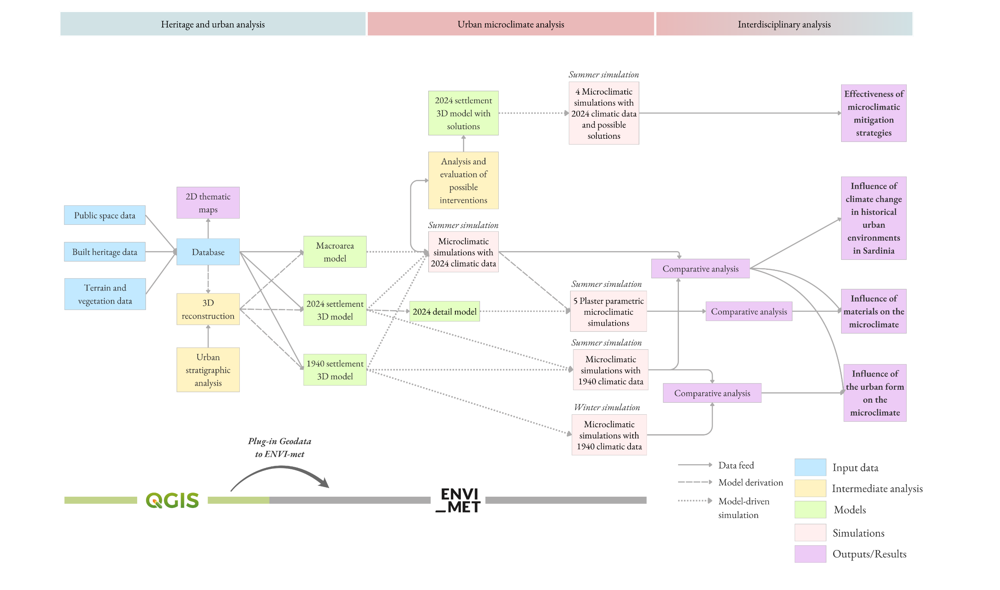 Heritage and urban analysis
Urban microclimate analysis
Interdisciplinary analysis
Public space data
Built heritage data
Terrain and
vegetation data
2D thematic
maps
Database
3D
reconstruction
Urban
stratigraphic
analysis
Macroarea
model
2024 settlement
3D model
1940 settlement
3D model
2024 settlement
3D model with
solutions
Analysis and
evaluation of
possible
interventions
Summer simulation
Microclimatic
simulations with
2024 climatic data
2024 detail model
Summer simulation
4 Microclimatic
simulations with
2024 climatic data
and possible
solutions
Summer simulation
5 Plaster parametric
microclimatic
simulations
Summer simulation
Microclimatic
simulations with
1940 climatic data
Winter simulation
Microclimatic
simulations with
1940 climatic data
Comparative analysis
Comparative analysis
Comparative analysis
Effectiveness of
microclimatic
mitigation
strategies
Influence of
climate change
in historical
urban
environments
in Sardinia
Influence of
materials on the
microclimate
Influence of
the urban form
on the
microclimate
Plug-in Geodata
to ENVI-met
QGIS
ENVI
_MET
Data feed
Model derivation
Model-driven
simulation
Input data
Intermediate analysis
Models
Simulations
Outputs/Results